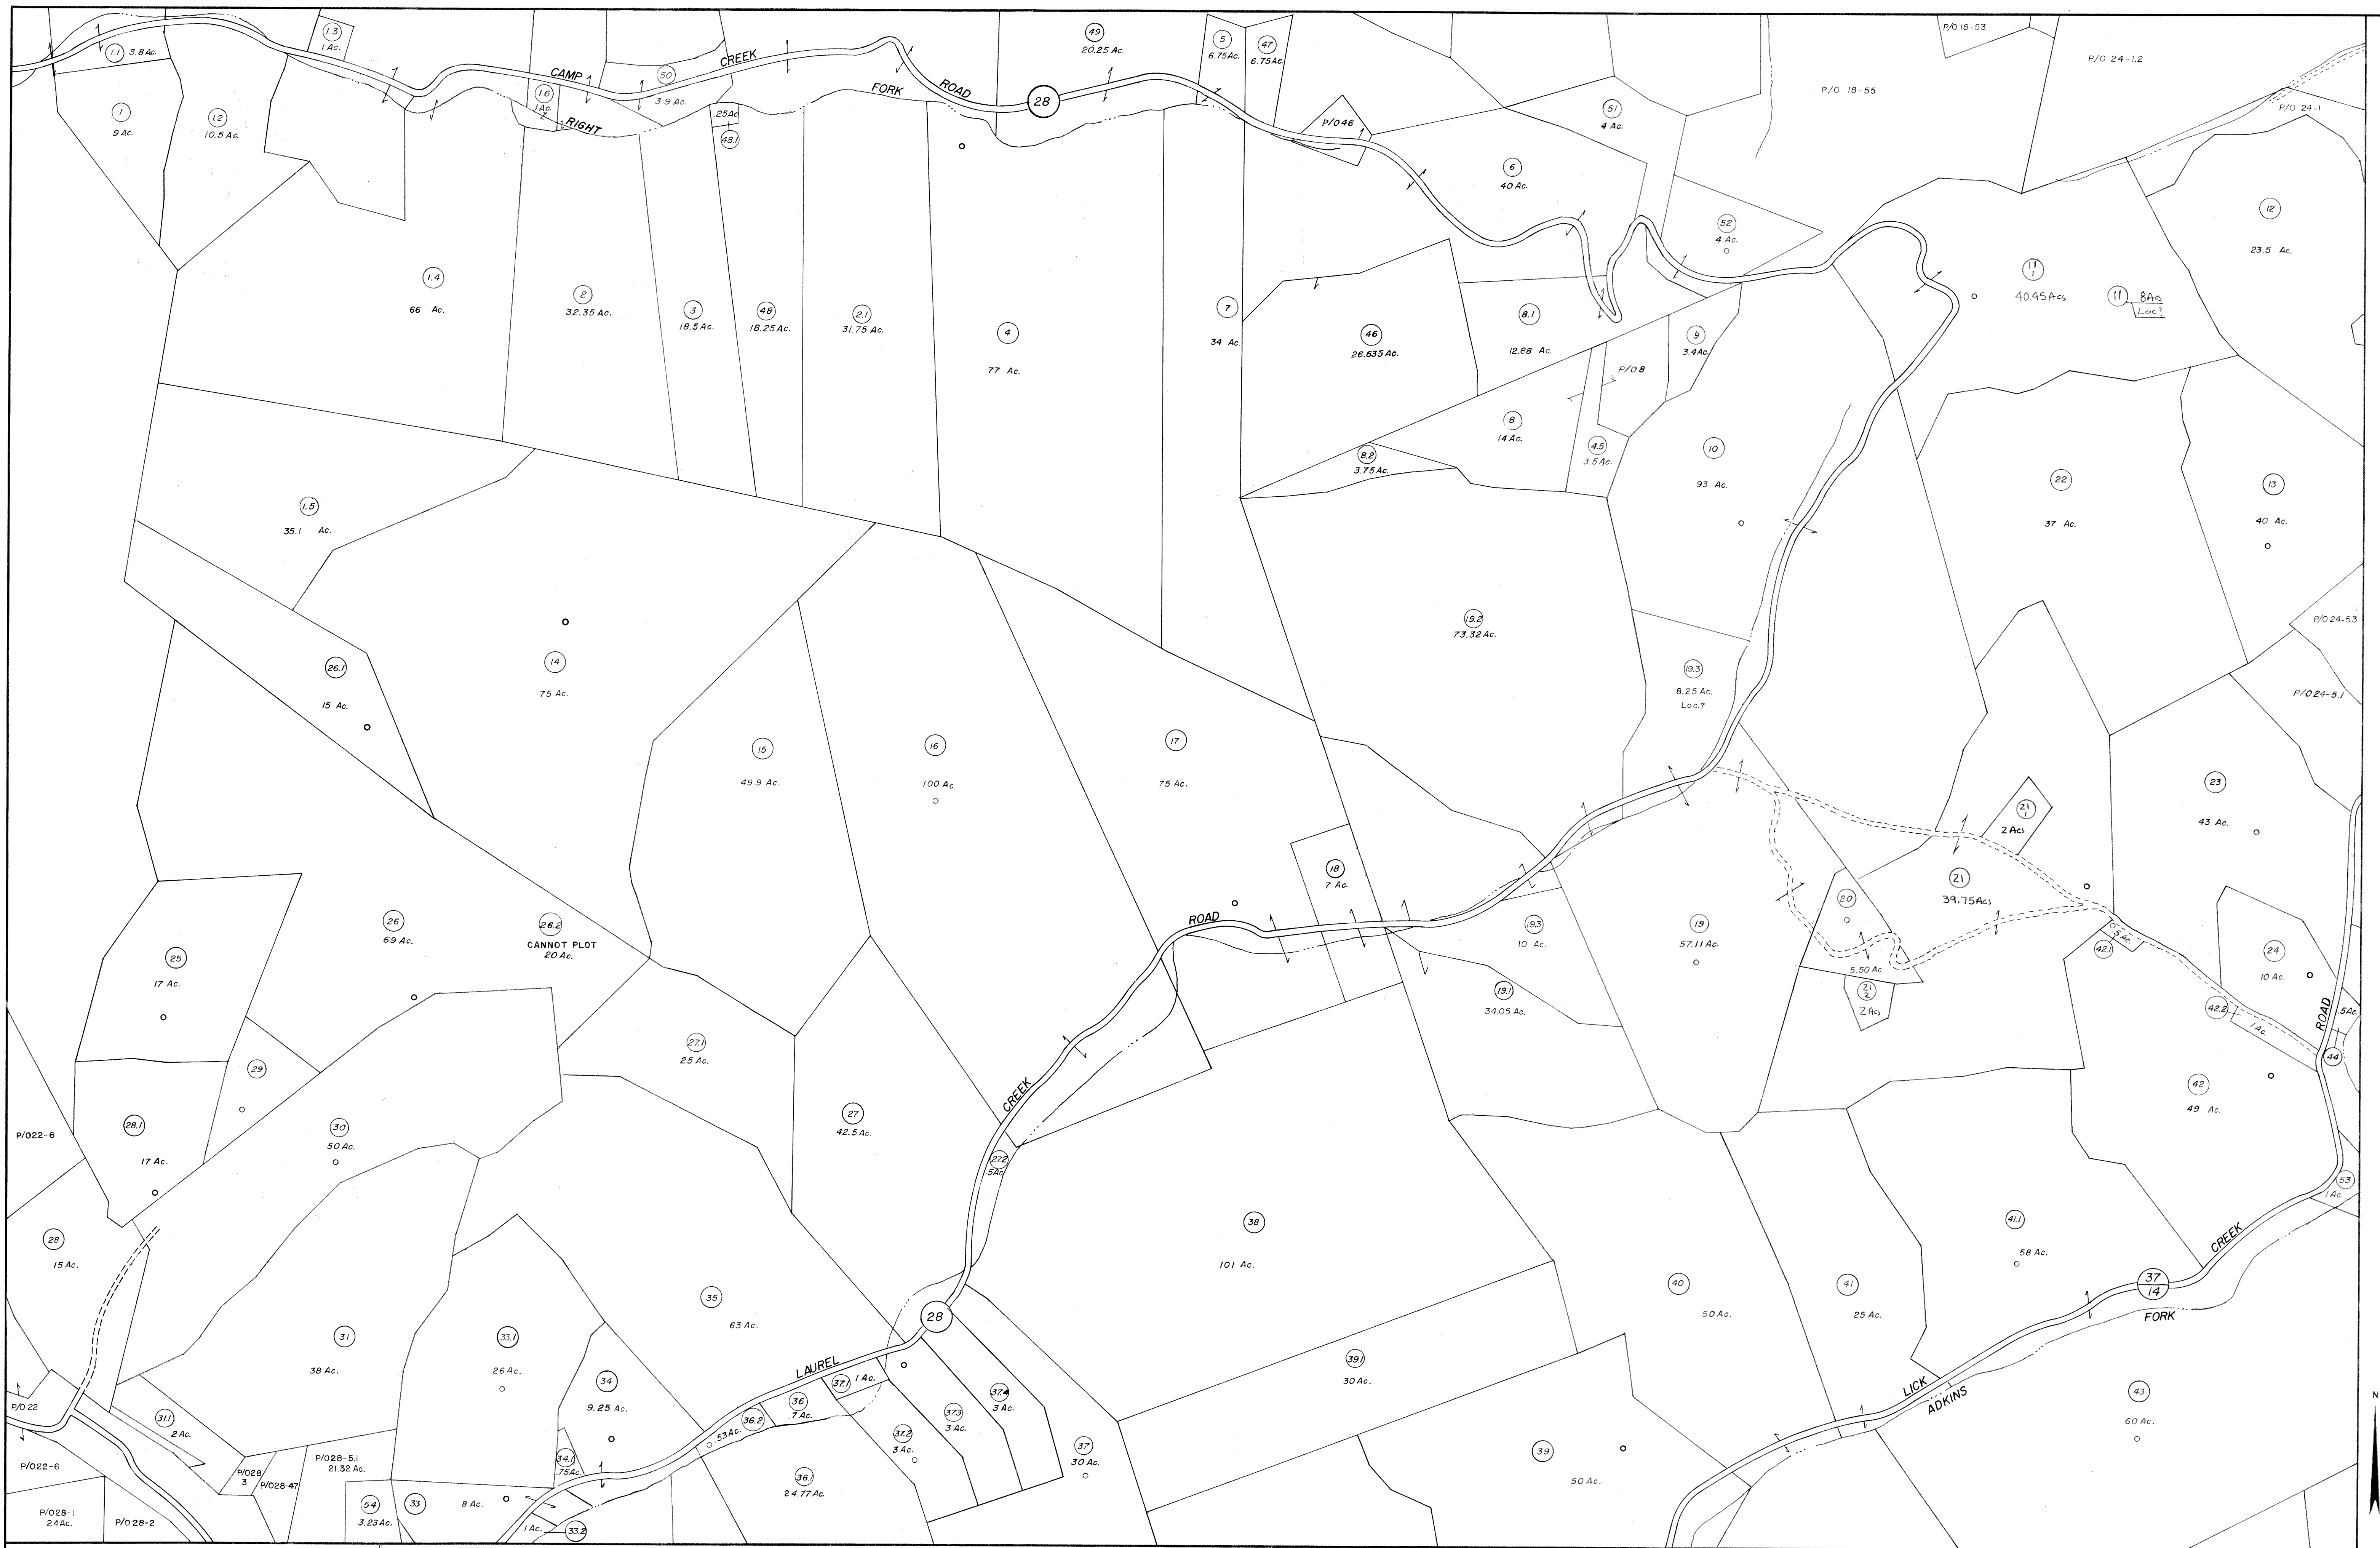 1.3
1 Ac.
49
20.25 Ac.
5
6.75 Ac.
47
6.75 Ac.
P/O 18-53
P/O 24-1.2
1.1 3.8 Ac.
CAMP CREEK ROAD
50
3.9 Ac.
28
P/O 18-55
P/O 24-1
1.6
1 Ac.
RIGHT FORK
.25 Ac
48.1
P/O 46
51
4 Ac.
1
9 Ac.
1.2
10.5 Ac.
6
40 Ac.
52
4 Ac.
12
23.5 Ac.
1.4
66 Ac.
2
32.35 Ac.
3
18.5 Ac.
48
18.25 Ac.
2.1
31.75 Ac.
4
77 Ac.
7
34 Ac.
46
26.635 Ac.
8.1
12.88 Ac.
9
3.4 Ac.
P/O 8
11
1
40.95 Acs
11 8 Acs
Loc?
8
14 Ac.
8.2
3.75 Ac.
4.5
3.5 Ac.
10
93 Ac.
22
37 Ac.
13
40 Ac.
1.5
35.1 Ac.
P/O 24-5.3
26.1
15 Ac.
14
75 Ac.
19.2
73.32 Ac.
19.3
8.25 Ac.
Loc.?
P/O 24-5.1
15
49.9 Ac.
16
100 Ac.
17
75 Ac.
23
43 Ac.
21
1
2 Acs
18
7 Ac.
21
39.75 Acs
20
5.50 Ac.
26
69 Ac.
26.2
CANNOT PLOT
20 Ac.
ROAD
19.3
10 Ac.
19
57.11 Ac.
.5 Ac.
42.1
24
10 Ac.
25
17 Ac.
19.1
34.05 Ac.
21
2
2 Acs
42.2
1 Ac.
ROAD
.5 Ac.
44
29
27.1
25 Ac.
CREEK
42
49 Ac.
P/O 22-6
28.1
17 Ac.
30
50 Ac.
27
42.5 Ac.
27.2
.5 Ac
53
1 Ac.
28
15 Ac.
38
101 Ac.
41.1
58 Ac.
CREEK
35
63 Ac.
28
40
50 Ac.
41
25 Ac.
37
14
FORK
31
38 Ac.
33.1
26 Ac.
34
9.25 Ac.
LAUREL
37.1 1 Ac.
39.1
30 Ac.
LICK
ADKINS
43
60 Ac.
N
P/O 22
31.1
2 Ac.
36
.7 Ac.
36.2
.53 Ac.
37.4
3 Ac.
37.3
3 Ac.
37.2
3 Ac.
37
30 Ac.
39
50 Ac.
P/O 22-6
P/O 28
3
P/O 28-47
P/O 28-5.1
21.32 Ac.
34.1
.75 Ac.
36.1
24.77 Ac.
P/O 28-1
24 Ac.
P/O 28-2
54
3.23 Ac.
33
8 Ac.
1 Ac.
33.2